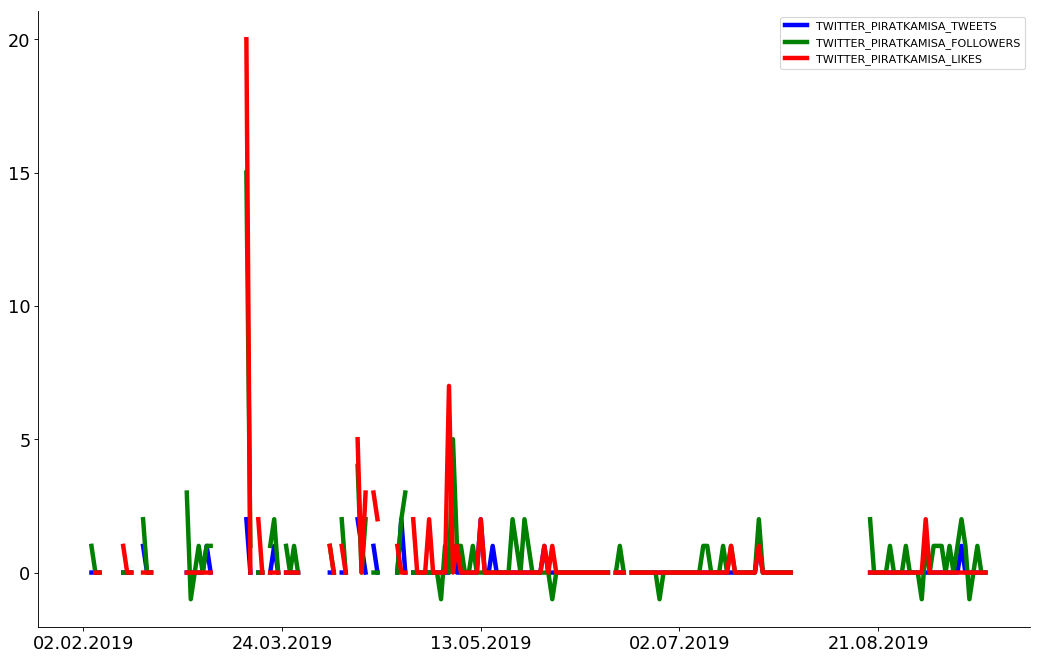 TWITTER_PIRATKAMISA_TWEETS
TWITTER_PIRATKAMISA_FOLLOWERS
TWITTER_PIRATKAMISA_LIKES
20
15
10
5
0
02.02.2019 24.03.2019 13.05.2019 02.07.2019 21.08.2019